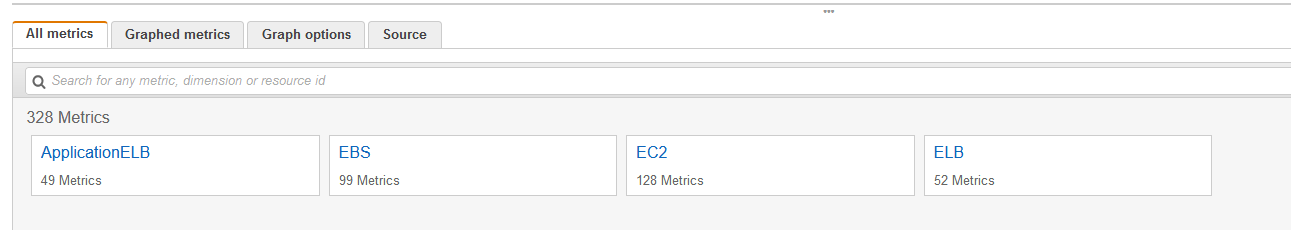 All metrics Graphed metrics Graph options Source
Search for any metric, dimension or resource id
328 Metrics
ApplicationELB EBS EC2 ELB
49 Metrics 99 Metrics 128 Metrics 52 Metrics